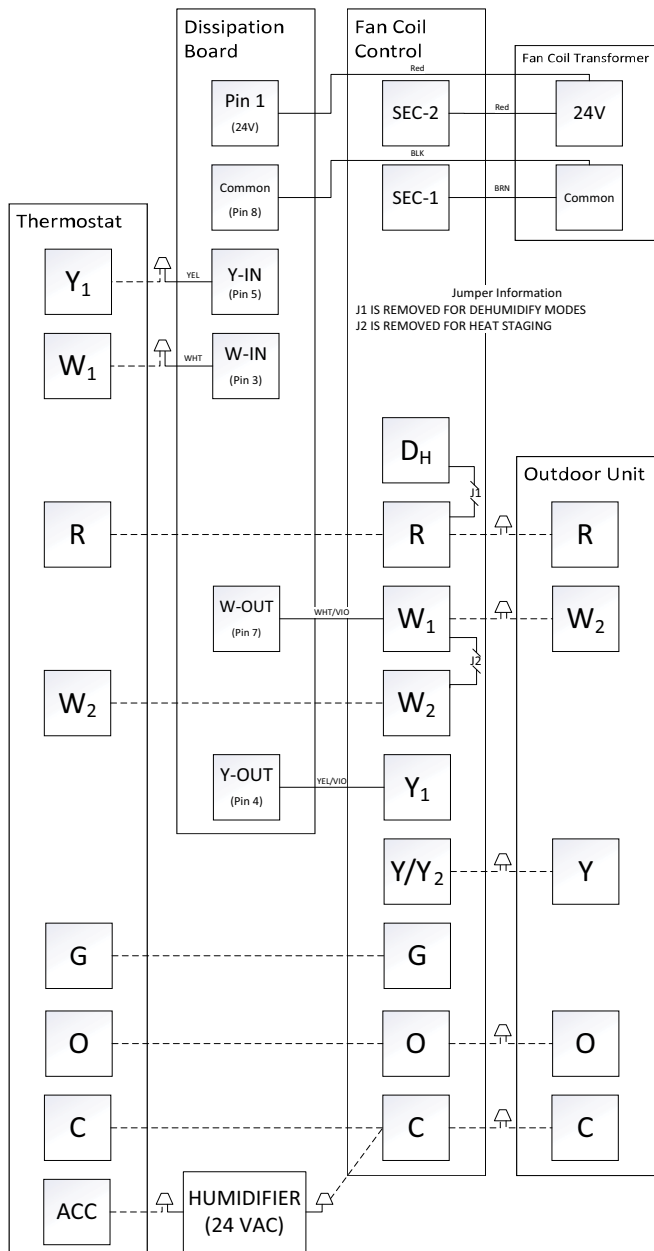 Dissipation
Board
Fan Coil
Control
Fan Coil Transformer
Red
Pin 1
(24V)
SEC-2
Red
24V
BLK
Common
(Pin 8)
SEC-1
BRN
Common
Thermostat
Y1
YEL
Y-IN
(Pin 5)
Jumper Information
J1 IS REMOVED FOR DEHUMIDIFY MODES
J2 IS REMOVED FOR HEAT STAGING
W1
WHT
W-IN
(Pin 3)
DH
J1
Outdoor Unit
R
R
R
W-OUT
(Pin 7)
WHT/VIO
W1
W2
J2
W2
W2
Y-OUT
(Pin 4)
YEL/VIO
Y1
Y/Y2
Y
G
G
O
O
O
C
C
C
ACC
HUMIDIFIER
(24 VAC)